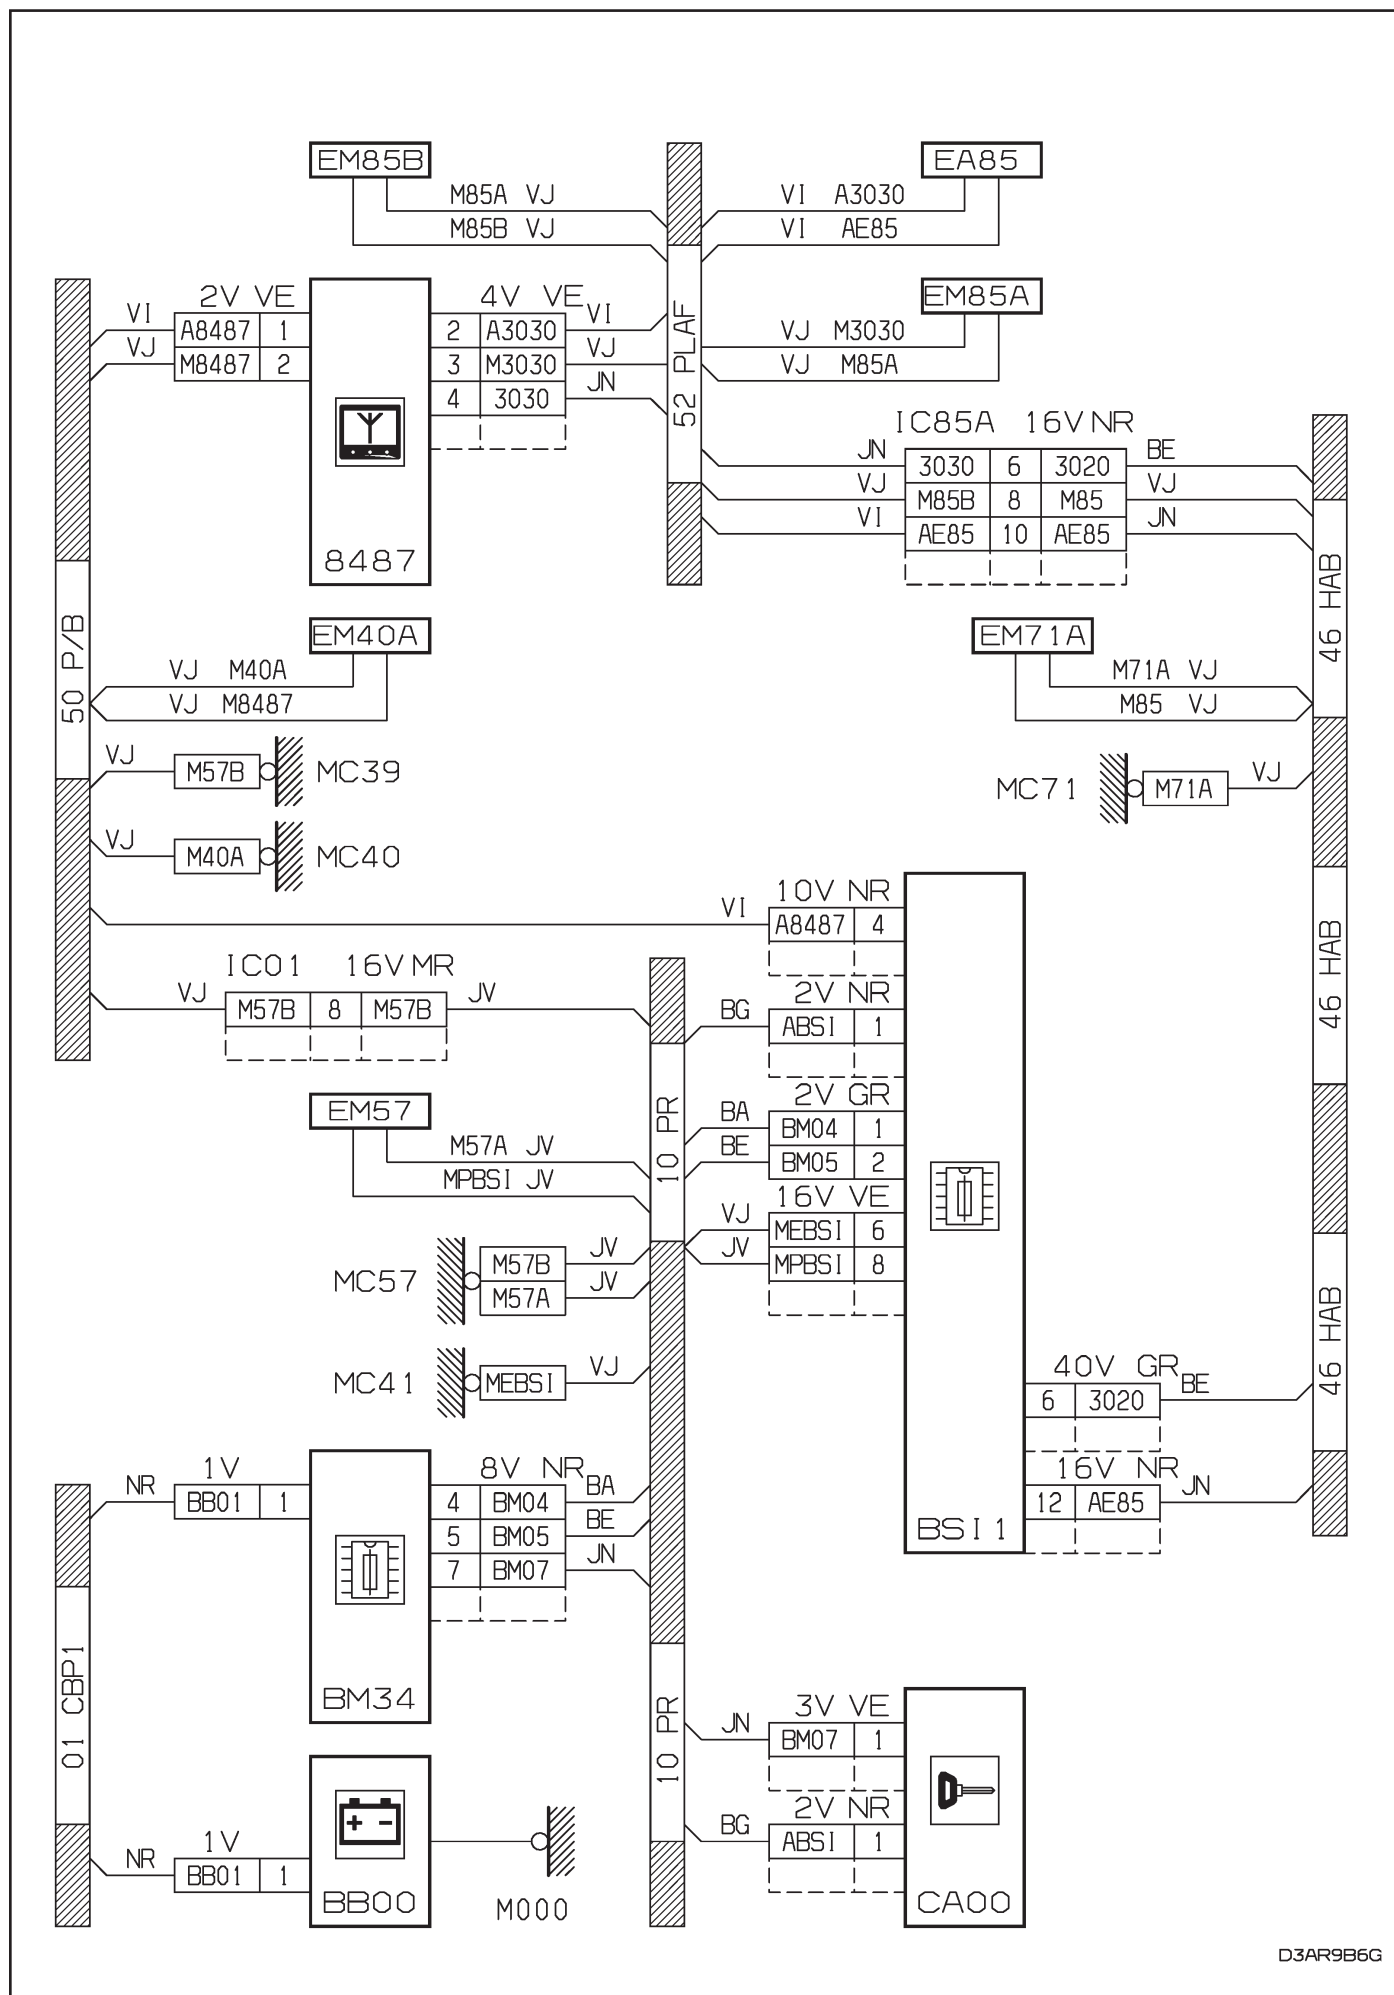 EM85B
EA85
M85A VJ
VI A3030
M85B VJ
VI AE85
EM85A
2V VE
4V VE
VI
A8487 1
2 A3030
VI
VJ M3030
VJ
M8487 2
3 M3030
VJ
VJ M85A
4 3030
JN
52 PLAF
IC85A 16V NR
JN
3030 6 3020
BE
VJ
M85B 8 M85
VJ
VI
AE85 10 AE85
JN
8487
46 HAB
50 P/B
EM40A
EM71A
VJ M40A
M71A VJ
VJ M8487
M85 VJ
VJ
M57B
MC39
MC71
M71A
VJ
VJ
M40A
MC40
10V NR
VI
A8487 4
46 HAB
IC01 16V MR
VJ
M57B 8 M57B
JV
2V NR
BG
ABSI 1
EM57
10 PR
2V GR
BA
BM04 1
M57A JV
BE
BM05 2
MPBSI JV
16V VE
VJ
MEBSI 6
JV
MPBSI 8
MC57
M57B
JV
M57A
JV
46 HAB
MC41
MEBSI
VJ
40V GR
6 3020
BE
1V
8V NR
16V NR
NR
BB01 1
4 BM04
BA
12 AE85
JN
5 BM05
BE
BSI1
7 BM07
JN
01 CBP1
BM34
10 PR
3V VE
JN
BM07 1
2V NR
BG
ABSI 1
1V
NR
BB01 1
BB00
M000
CA00
D3AR9B6G